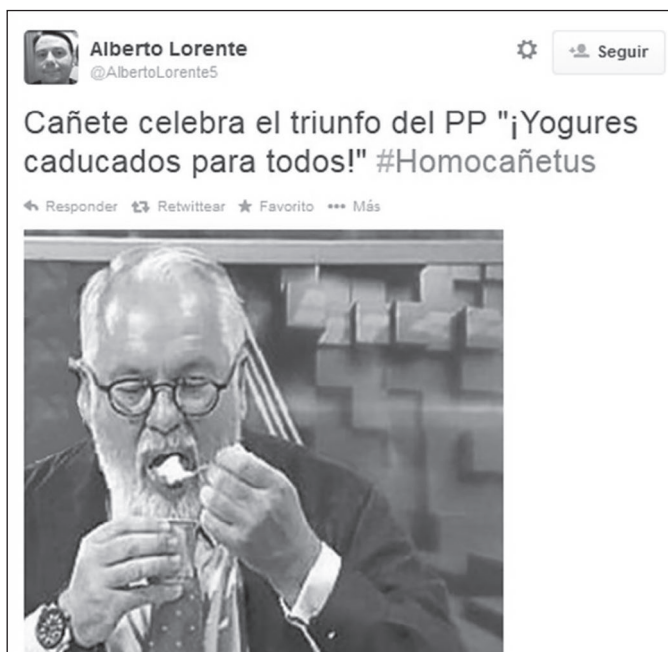 Alberto Lorente
@AlbertoLorente5
Seguir
Cañete celebra el triunfo del PP "¡Yogures
caducados para todos!" #Homocañetus
Responder Retwittear Favorito Más